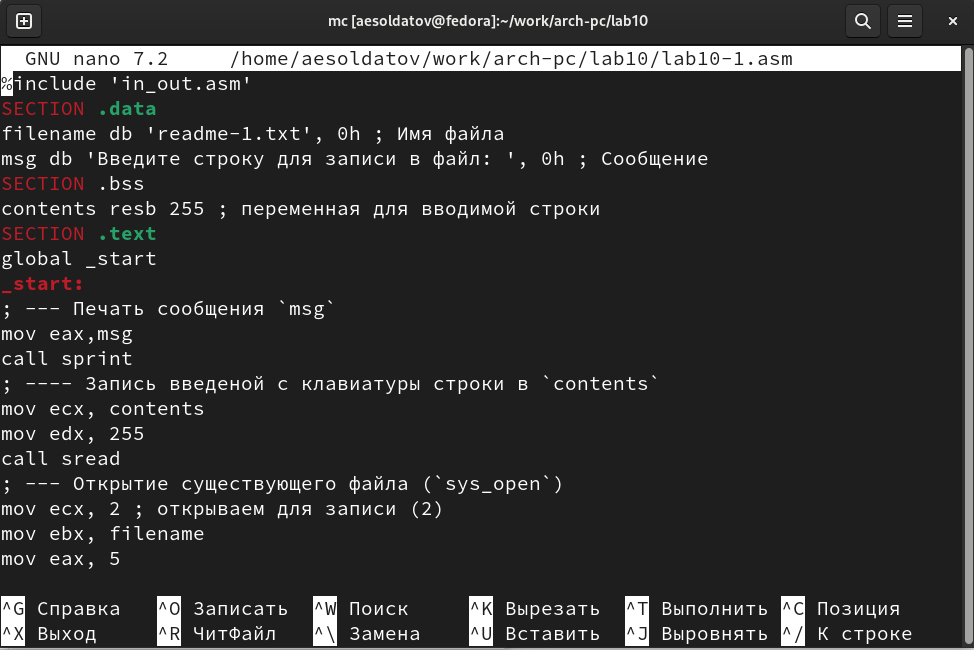 mc [aesoldatov@fedora]:~/work/arch-pc/lab10
GNU nano 7.2 /home/aesoldatov/work/arch-pc/lab10/lab10-1.asm
%include 'in_out.asm'
SECTION .data
filename db 'readme-1.txt', 0h ; Имя файла
msg db 'Введите строку для записи в файл: ', 0h ; Сообщение
SECTION .bss
contents resb 255 ; переменная для вводимой строки
SECTION .text
global _start
_start:
; --- Печать сообщения `msg`
mov eax,msg
call sprint
; ---- Запись введеной с клавиатуры строки в `contents`
mov ecx, contents
mov edx, 255
call sread
; --- Открытие существующего файла (`sys_open`)
mov ecx, 2 ; открываем для записи (2)
mov ebx, filename
mov eax, 5
^G Справка ^O Записать ^W Поиск ^K Вырезать ^T Выполнить ^C Позиция
^X Выход ^R ЧитФайл ^\ Замена ^U Вставить ^J Выровнять ^/ К строке